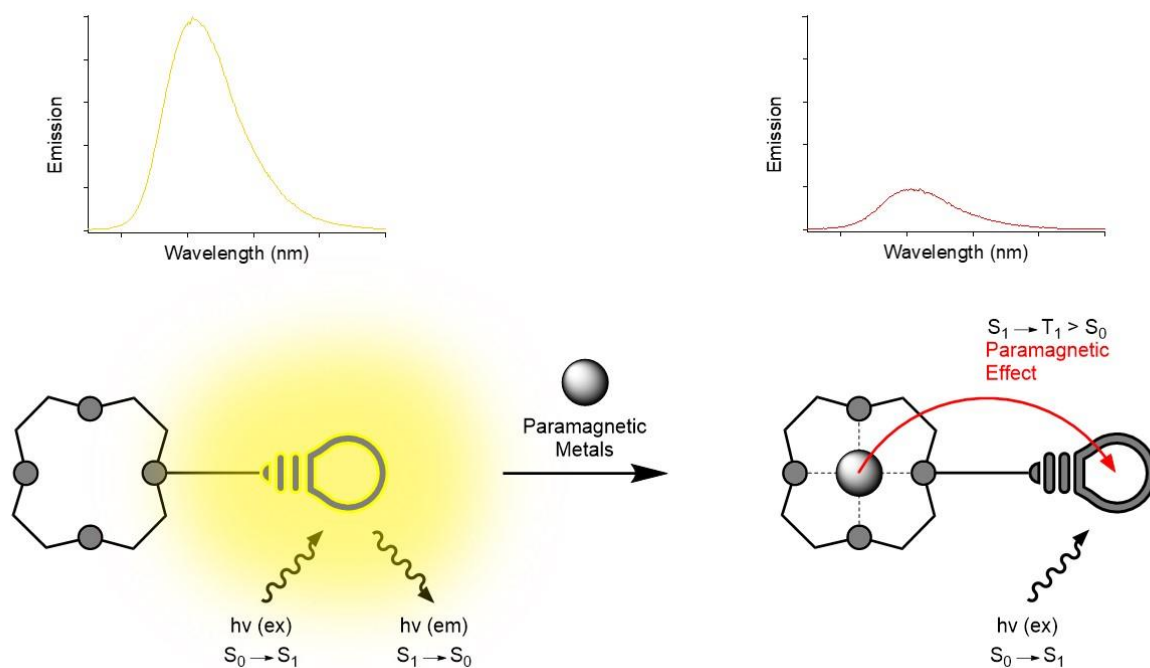 Emission
Wavelength (nm)
Emission
Wavelength (nm)
S₁→T₁ > S₀
Paramagnetic
Effect
Paramagnetic
Metals
hv (ex)
S₀→S₁
hv (em)
S₁→S₀
hv (ex)
S₀→S₁